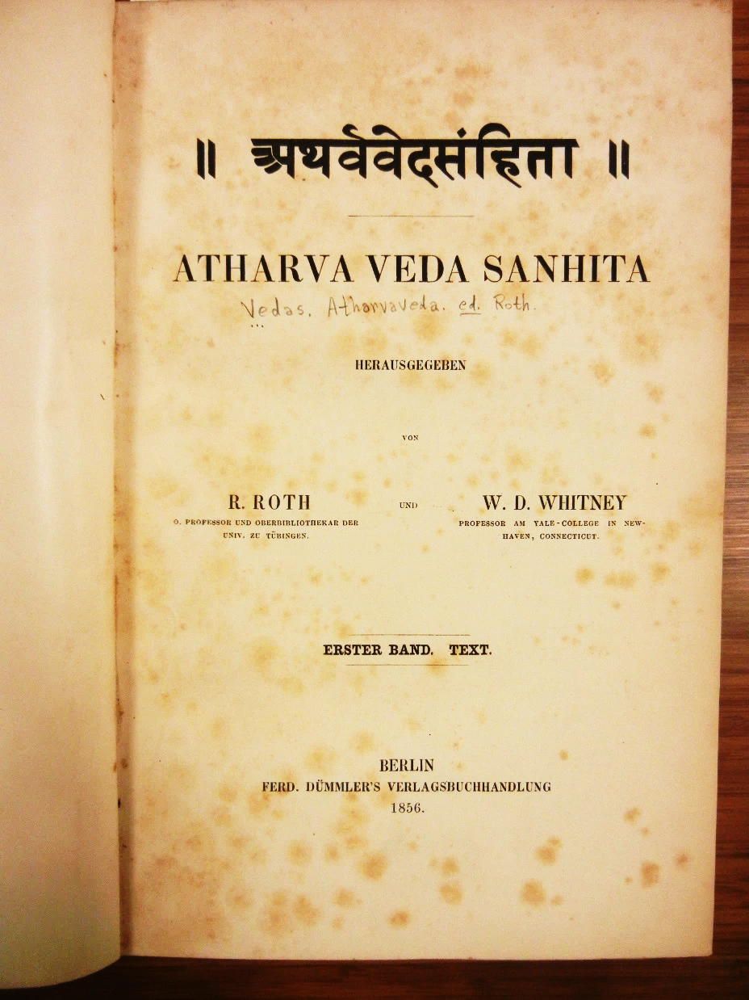 ॥ अथर्ववेदसंहिता ॥
ATHARVA VEDA SANHITA
Vedas. Atharvaveda. ed. Roth.
HERAUSGEGEBEN
VON
R. ROTH UND W. D. WHITNEY
O. PROFESSOR UND OBERBIBLIOTHEKAR DER
UNIV. ZU TÜBINGEN.
PROFESSOR AM YALE-COLLEGE IN NEW-
HAVEN, CONNECTICUT.
ERSTER BAND. TEXT.
BERLIN
FERD. DÜMMLER'S VERLAGSBUCHHANDLUNG
1856.